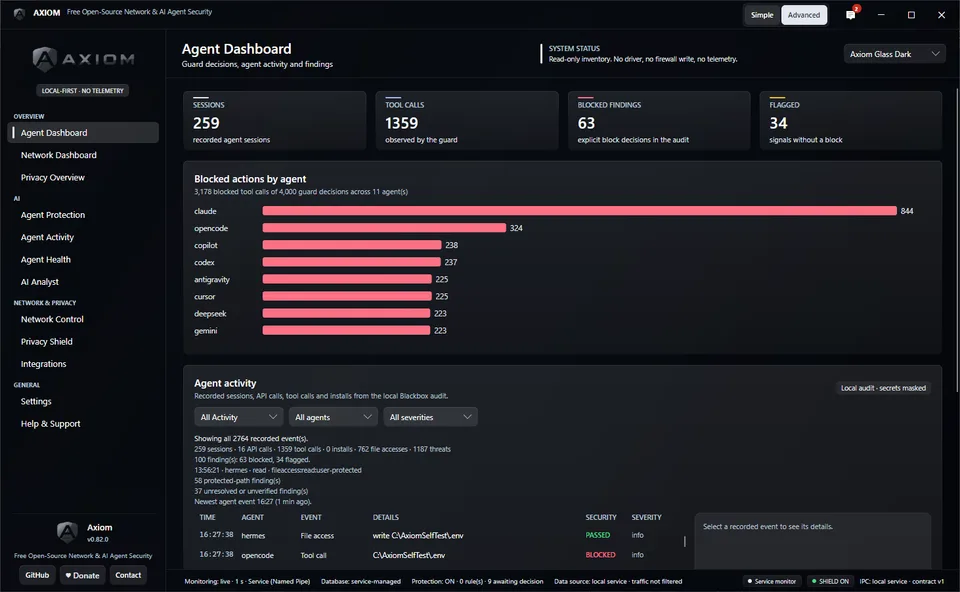 AXIOM Free Open-Source Network & AI Agent Security
Simple Advanced 2
AXIOM
LOCAL-FIRST · NO TELEMETRY
OVERVIEW
Agent Dashboard
Network Dashboard
Privacy Overview
AI
Agent Protection
Agent Activity
Agent Health
AI Analyst
NETWORK & PRIVACY
Network Control
Privacy Shield
Integrations
GENERAL
Settings
Help & Support
Axiom
v0.82.0
Free Open-Source Network & AI Agent Security
GitHub Donate Contact
Agent Dashboard
Guard decisions, agent activity and findings
SYSTEM STATUS
Read-only inventory. No driver, no firewall write, no telemetry.
Axiom Glass Dark
SESSIONS
259
recorded agent sessions
TOOL CALLS
1359
observed by the guard
BLOCKED FINDINGS
63
explicit block decisions in the audit
FLAGGED
34
signals without a block
Blocked actions by agent
3,178 blocked tool calls of 4,000 guard decisions across 11 agent(s)
claude 844
opencode 324
copilot 238
codex 237
antigravity 225
cursor 225
deepseek 223
gemini 223
Agent activity
Recorded sessions, API calls, tool calls and installs from the local Blackbox audit.
Local audit · secrets masked
All Activity All agents All severities
Showing all 2764 recorded event(s).
259 sessions · 16 API calls · 1359 tool calls · 0 installs · 762 file accesses · 1187 threats
100 finding(s): 63 blocked, 34 flagged.
13:56:21 · hermes · read · fileaccess:read:user-protected
58 protected-path finding(s)
37 unresolved or unverified finding(s)
Newest agent event 16:27 (1 min ago).
TIME AGENT EVENT DETAILS SECURITY SEVERITY
16:27:38 hermes File access write C:\AxiomSelfTest\.env PASSED info
16:27:38 opencode Tool call C:\AxiomSelfTest\.env BLOCKED info
Select a recorded event to see its details.
Monitoring: live · 1 s · Service (Named Pipe) Database: service-managed Protection: ON · 0 rule(s) · 9 awaiting decision Data source: local service · traffic not filtered Service monitor SHIELD ON IPC: local service · contract v1